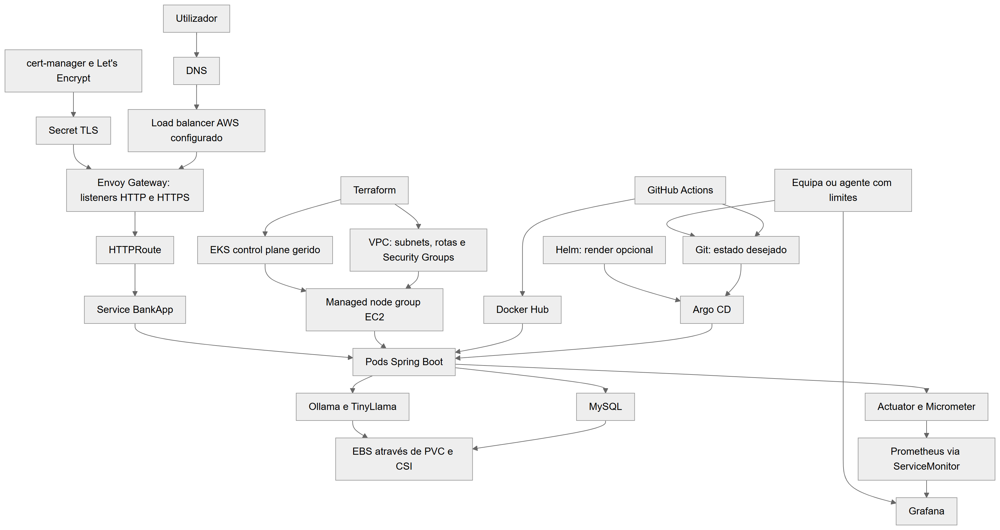 Utilizador
cert-manager e Let's
Encrypt
DNS
Secret TLS
Load balancer AWS
configurado
Envoy Gateway:
listeners HTTP e HTTPS
Terraform
GitHub Actions
Equipa ou agente com
limites
HTTPRoute
EKS control plane gerido
VPC: subnets, rotas e
Security Groups
Helm: render opcional
Git: estado desejado
Service BankApp
Managed node group
EC2
Docker Hub
Argo CD
Pods Spring Boot
Ollama e TinyLlama
MySQL
Actuator e Micrometer
EBS através de PVC e
CSI
Prometheus via
ServiceMonitor
Grafana